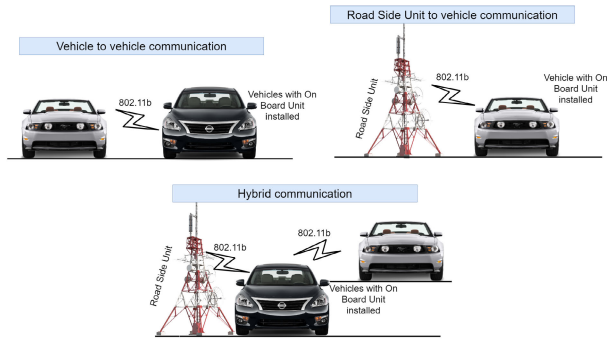 Vehicle to vehicle communication
802.11b
Vehicles with On
Board Unit
installed
Road Side Unit to vehicle communication
Road Side Unit
802.11b
Vehicle with On
Board Unit
installed
Hybrid communication
Road Side Unit
802.11b
802.11b
Vehicles with On
Board Unit
installed